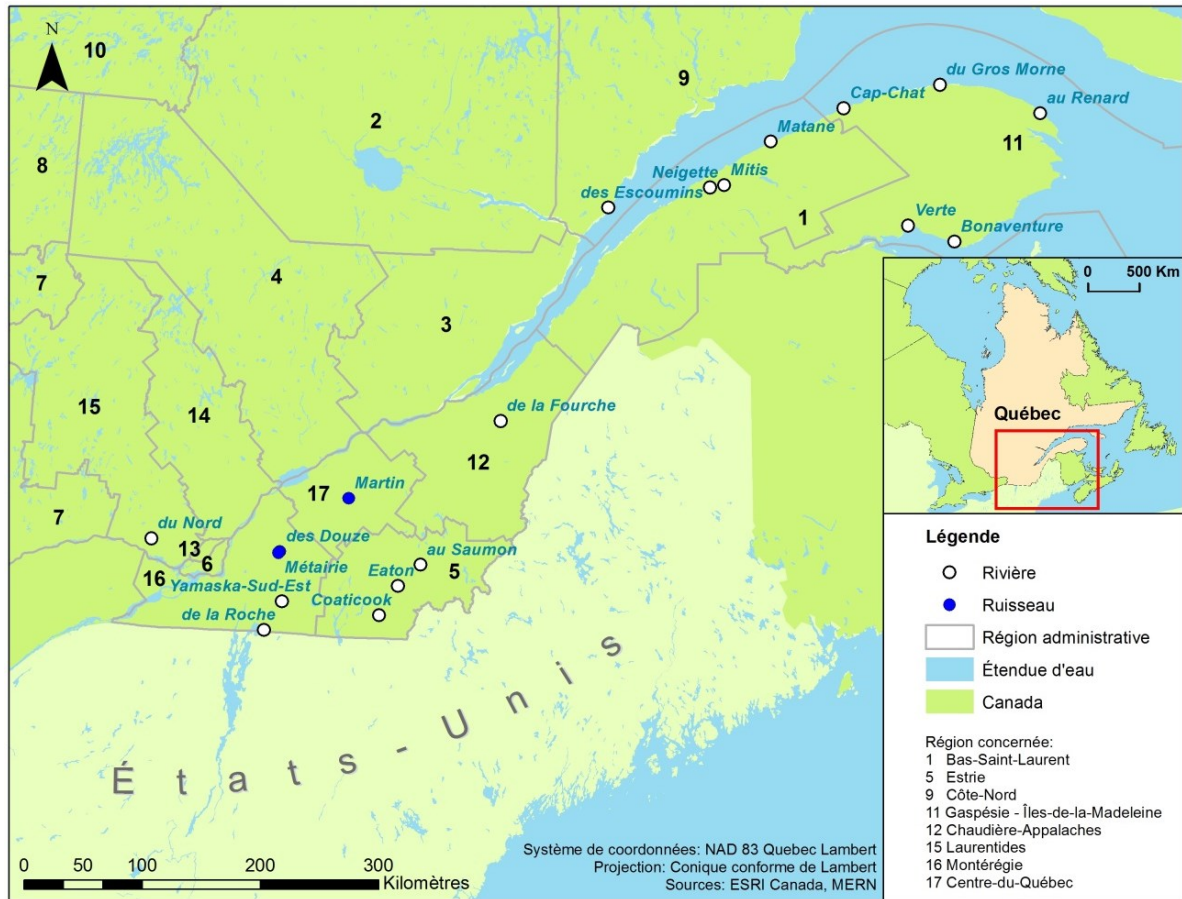 N
10
9
2
8
du Gros Morne
Cap-Chat
au Renard
Matane
11
Neigette
Mitis
des Escoumins
1
Verte
Bonaventure
7
4
3
0 500 Km
Québec
15
14
de la Fourche
12
17
Martin
7
du Nord
13
6
16
des Douze
Métairie
au Saumon
Eaton
5
Yamaska-Sud-Est
Coaticook
de la Roche
États-Unis
Légende
Rivière
Ruisseau
Région administrative
Étendue d'eau
Canada
Région concernée:
1 Bas-Saint-Laurent
5 Estrie
9 Côte-Nord
11 Gaspésie - Îles-de-la-Madeleine
12 Chaudière-Appalaches
15 Laurentides
16 Montérégie
17 Centre-du-Québec
0 50 100 200 300
Kilomètres
Système de coordonnées: NAD 83 Quebec Lambert
Projection: Conique conforme de Lambert
Sources: ESRI Canada, MERN